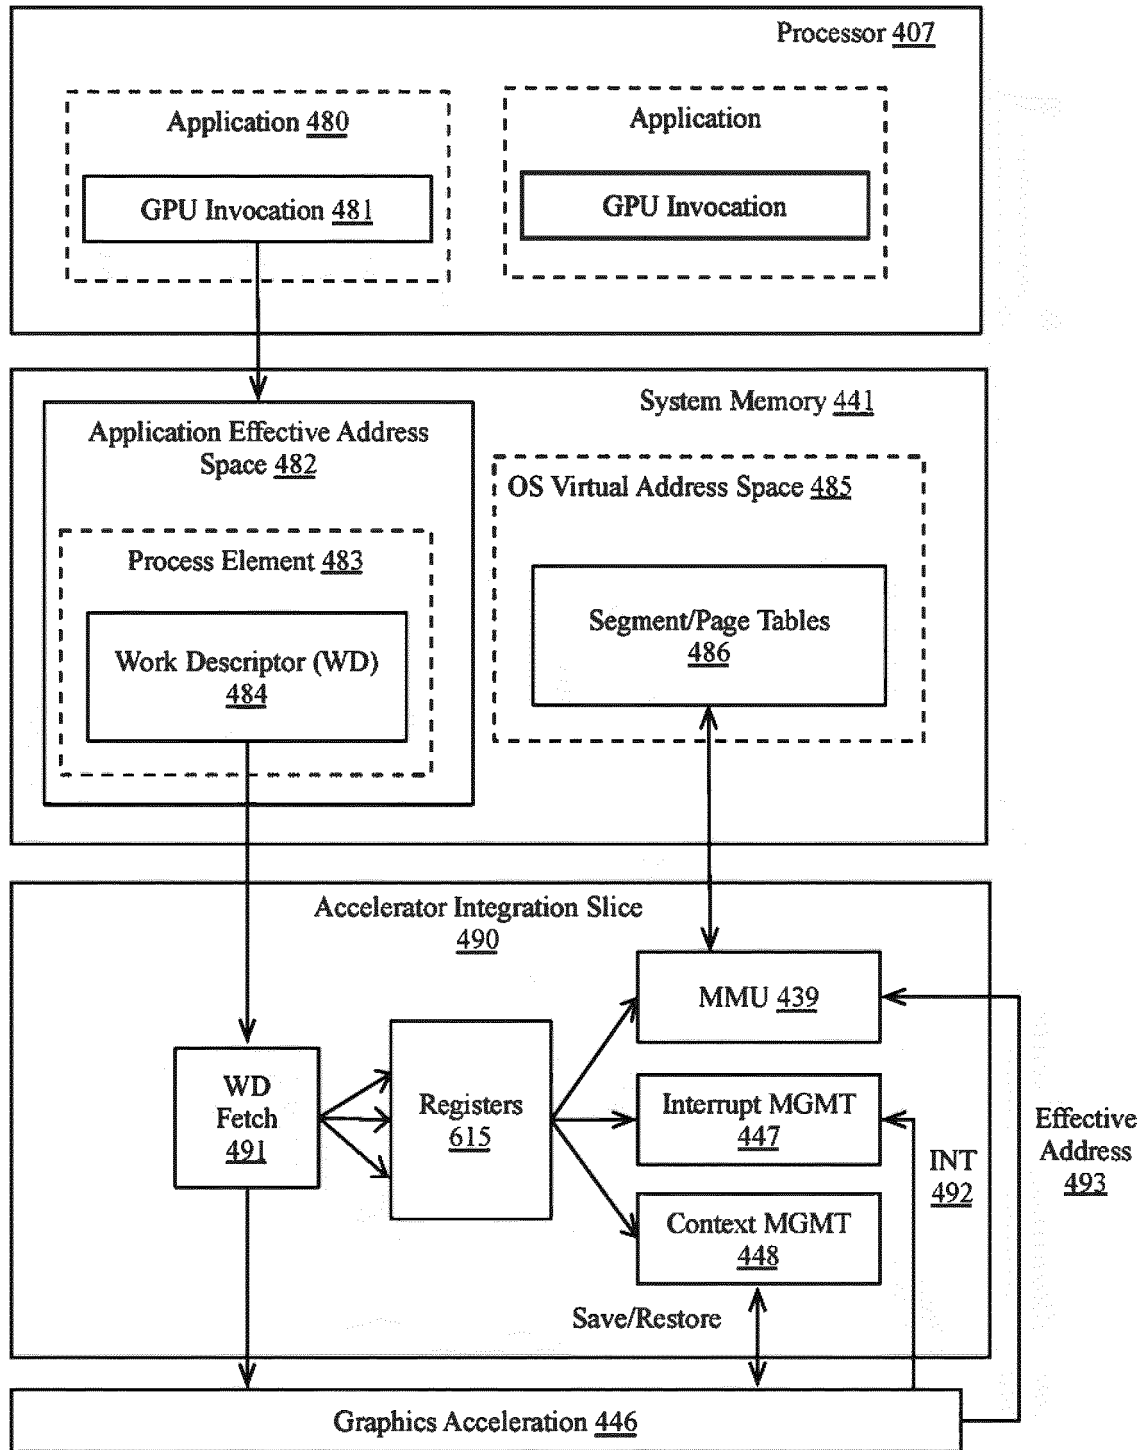 Processor 407
Application 480
Application
GPU Invocation 481
GPU Invocation
System Memory 441
Application Effective Address
Space 482
OS Virtual Address Space 485
Process Element 483
Segment/Page Tables
486
Work Descriptor (WD)
484
Accelerator Integration Slice
490
MMU 439
WD
Fetch
491
Registers
615
Interrupt MGMT
447
Effective
Address
493
INT
492
Context MGMT
448
Save/Restore
Graphics Acceleration 446